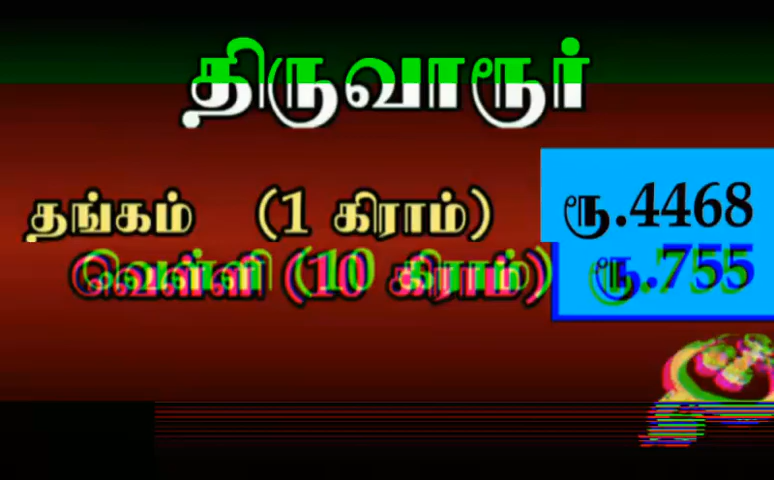 திருவாரூர்
தங்கம் (1 கிராம்) ரூ.4468
வெள்ளி (10 கிராம்) ரூ.755